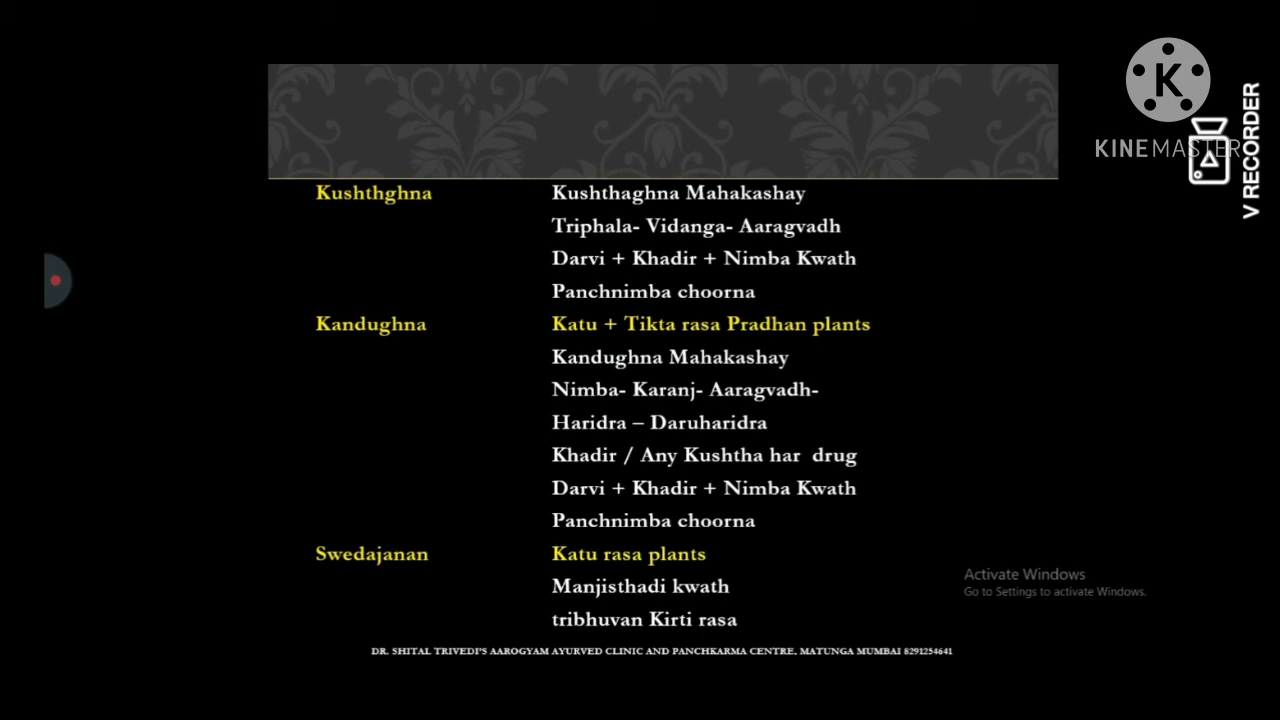 K
KINEMASTER
V RECORDER
Kushthghna Kushthaghna Mahakashay
Triphala- Vidanga- Aaragvadh
Darvi + Khadir + Nimba Kwath
Panchnimba choorna
Kandughna Katu + Tikta rasa Pradhan plants
Kandughna Mahakashay
Nimba- Karanj- Aaragvadh-
Haridra – Daruharidra
Khadir / Any Kushtha har drug
Darvi + Khadir + Nimba Kwath
Panchnimba choorna
Swedajanan Katu rasa plants
Manjisthadi kwath
tribhuvan Kirti rasa
Activate Windows
Go to Settings to activate Windows.
DR. SHITAL TRIVEDI'S AAROGYAM AYURVED CLINIC AND PANCHKARMA CENTRE. MATUNGA MUMBAI 8291254641